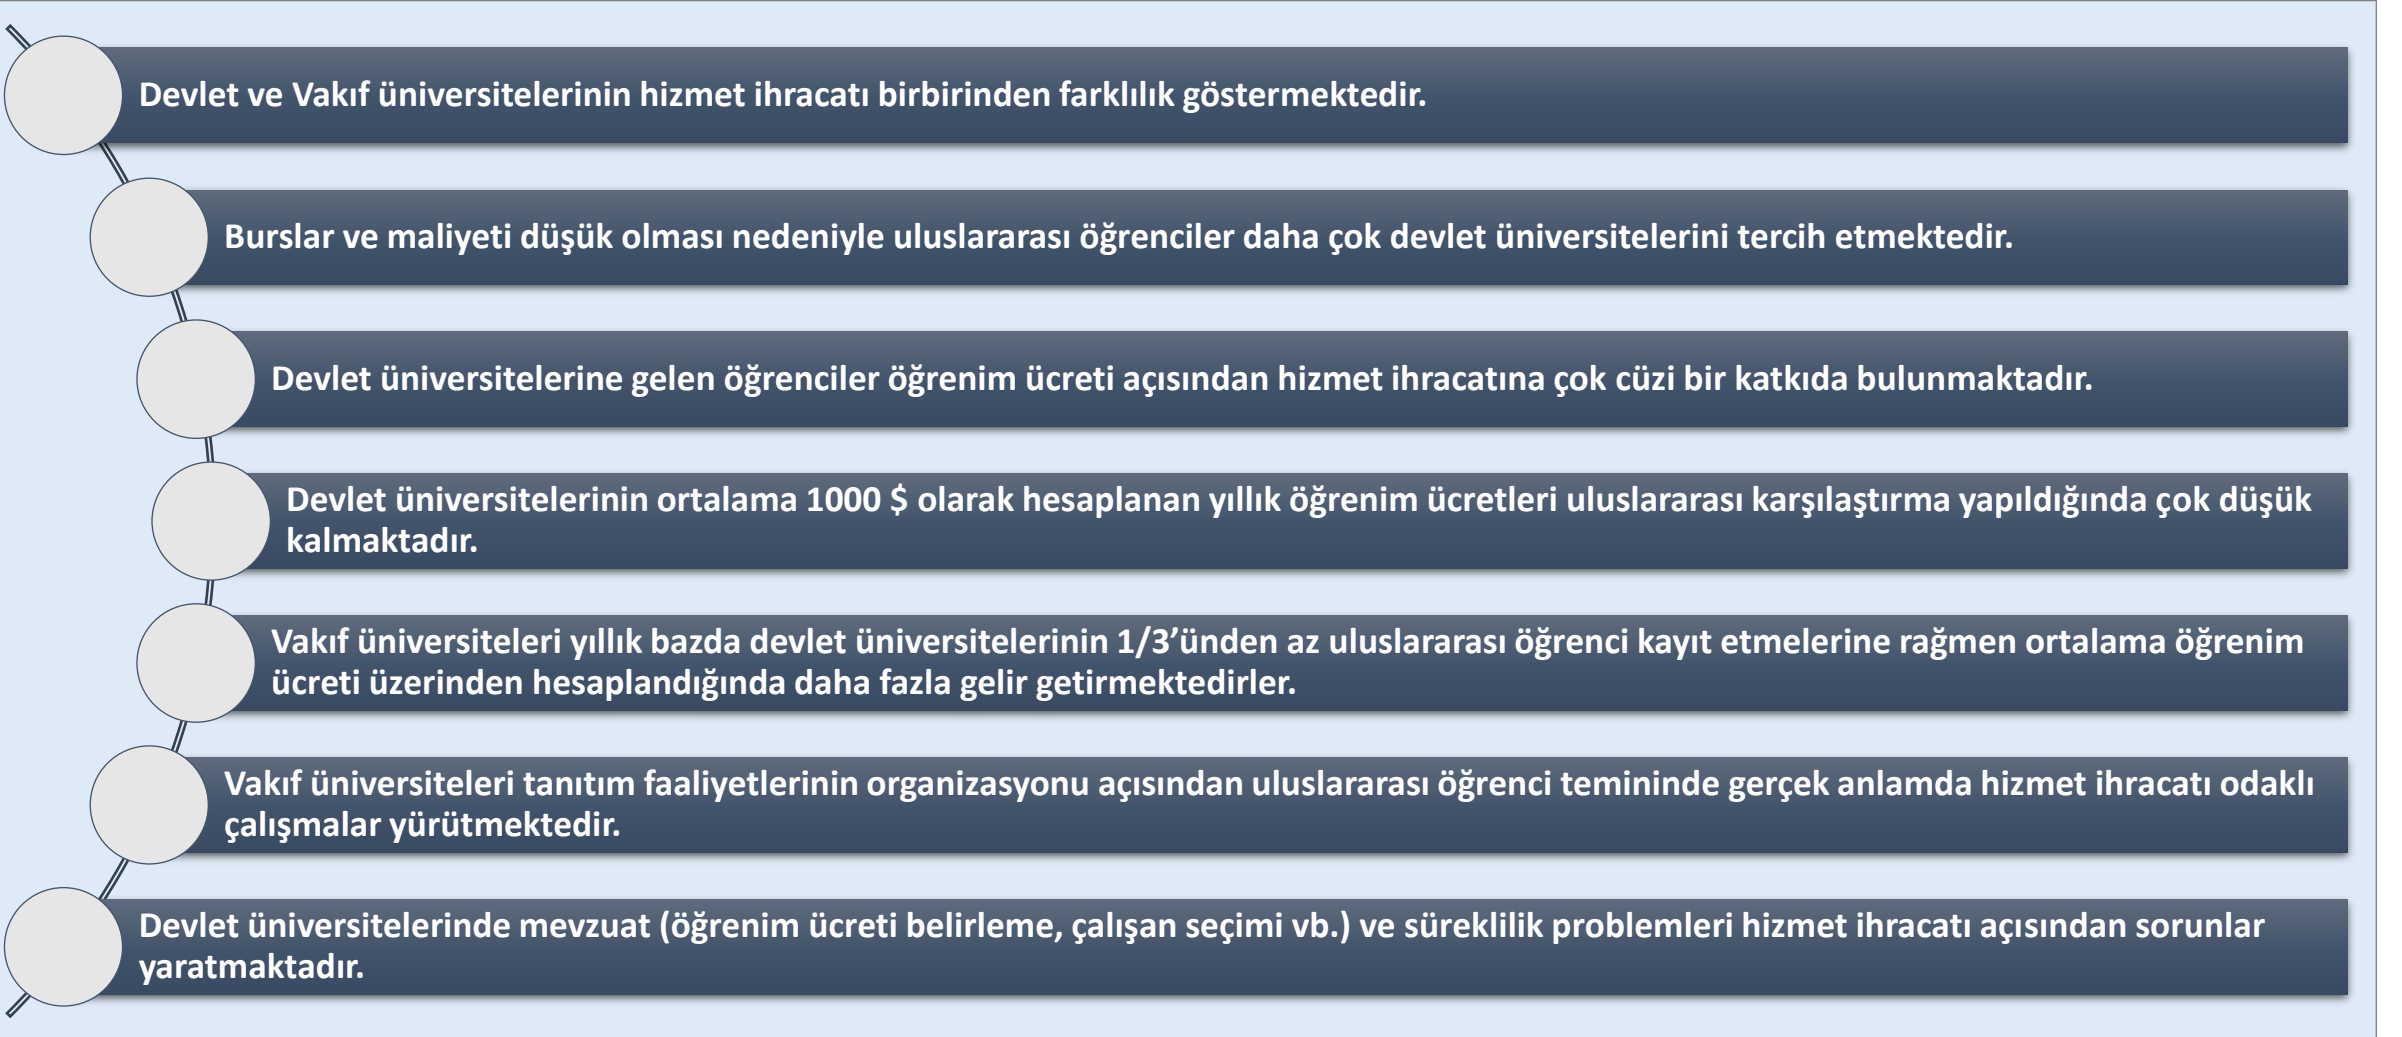 Devlet ve Vakıf üniversitelerinin hizmet ihracatı birbirinden farklılık göstermektedir.
Burslar ve maliyeti düşük olması nedeniyle uluslararası öğrenciler daha çok devlet üniversitelerini tercih etmektedir.
Devlet üniversitelerine gelen öğrenciler öğrenim ücreti açısından hizmet ihracatına çok cüzi bir katkıda bulunmaktadır.
Devlet üniversitelerinin ortalama 1000 $ olarak hesaplanan yıllık öğrenim ücretleri uluslararası karşılaştırma yapıldığında çok düşük
kalmaktadır.
Vakıf üniversiteleri yıllık bazda devlet üniversitelerinin 1/3’ünden az uluslararası öğrenci kayıt etmelerine rağmen ortalama öğrenim
ücreti üzerinden hesaplandığında daha fazla gelir getirmektedirler.
Vakıf üniversiteleri tanıtım faaliyetlerinin organizasyonu açısından uluslararası öğrenci temininde gerçek anlamda hizmet ihracatı odaklı
çalışmalar yürütmektedir.
Devlet üniversitelerinde mevzuat (öğrenim ücreti belirleme, çalışan seçimi vb.) ve süreklilik problemleri hizmet ihracatı açısından sorunlar
yaratmaktadır.